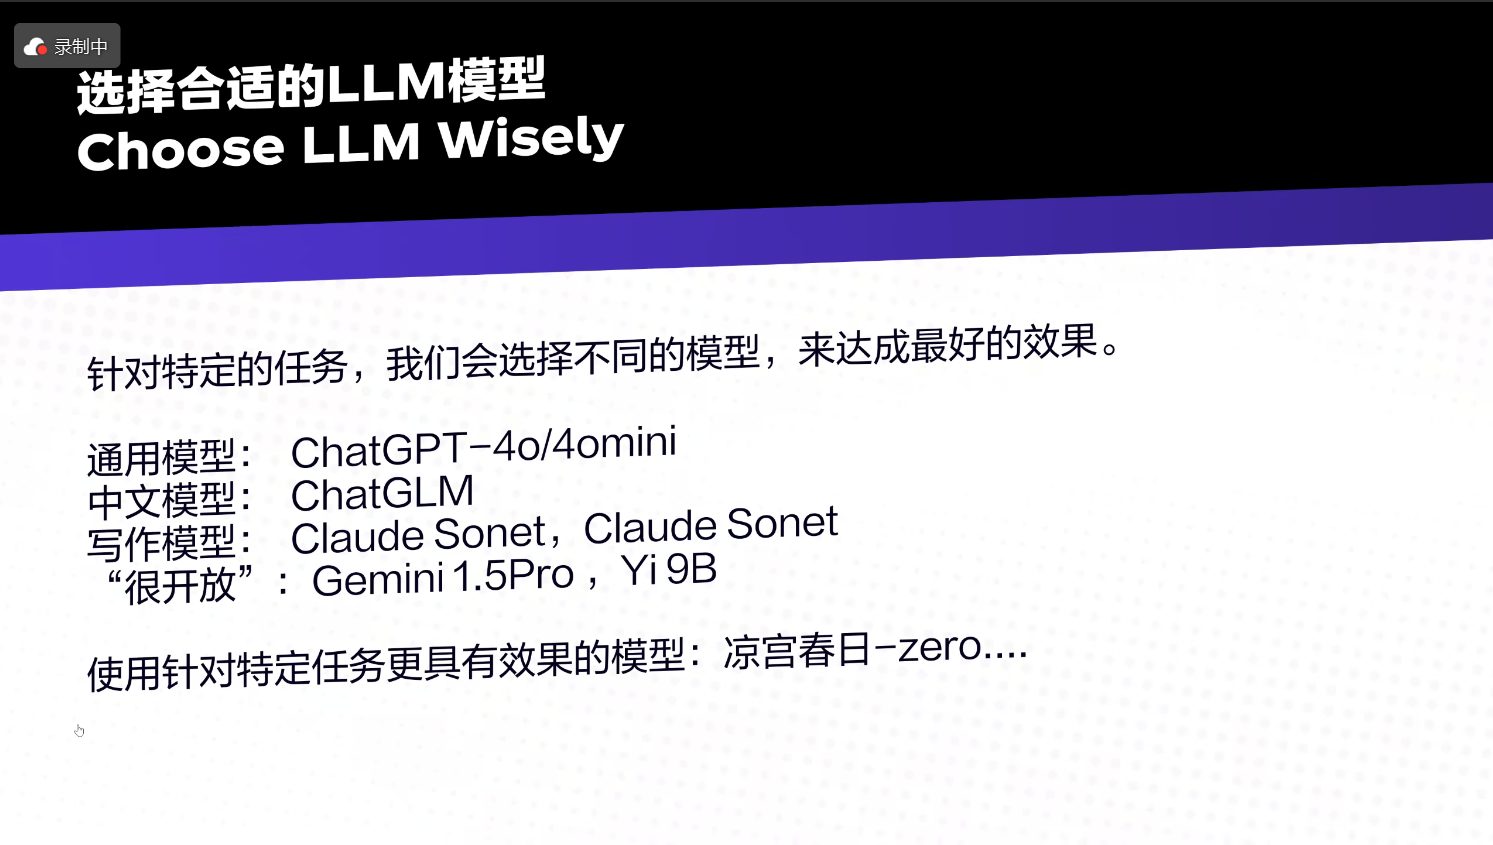 录制中
选择合适的LLM模型
Choose LLM Wisely
针对特定的任务，我们会选择不同的模型，来达成最好的效果。
通用模型： ChatGPT-4o/4omini
中文模型： ChatGLM
写作模型： Claude Sonet，Claude Sonet
“很开放”：Gemini 1.5Pro ，Yi 9B
使用针对特定任务更具有效果的模型：凉宫春日-zero....